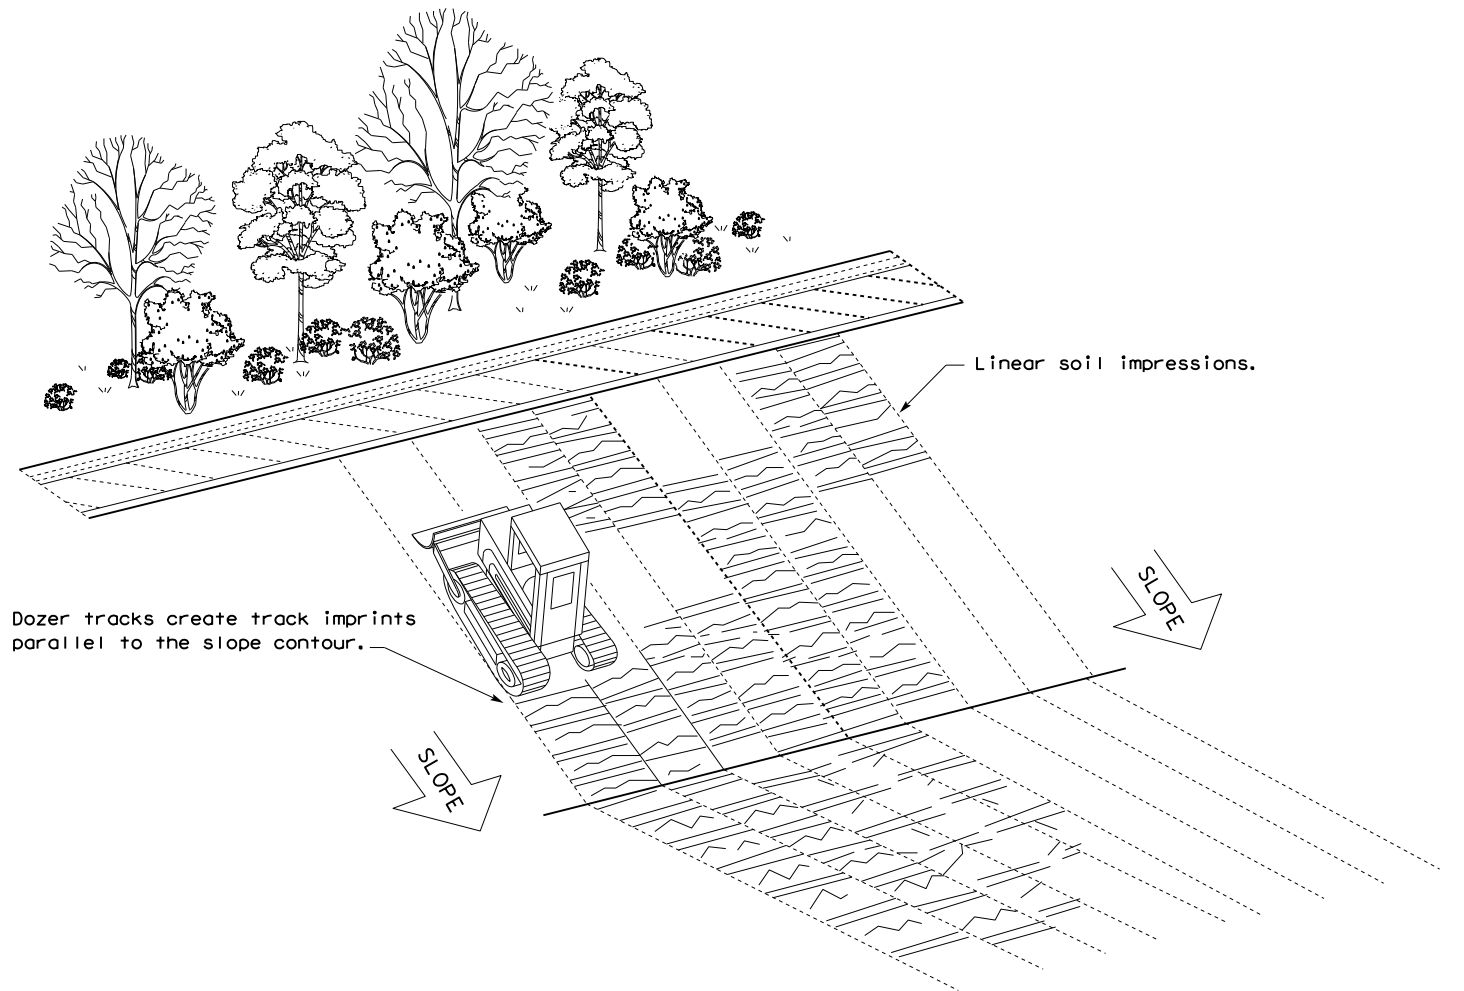 Linear soil impressions.
SLOPE
Dozer tracks create track imprints
parallel to the slope contour.
SLOPE